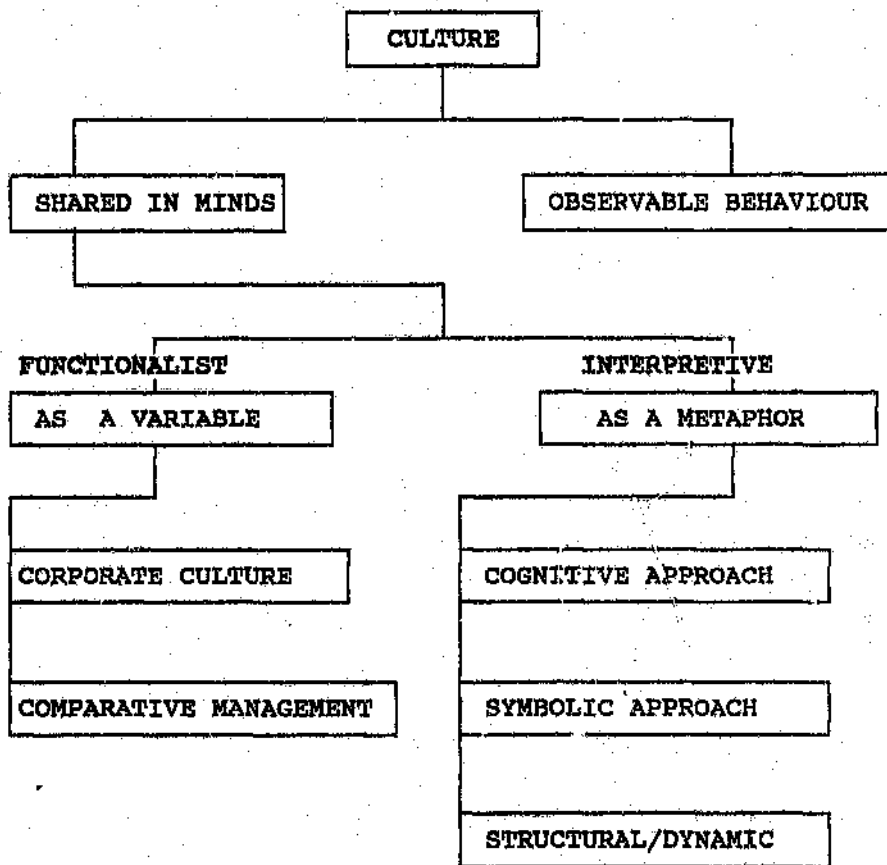 CULTURE
SHARED IN MINDS
OBSERVABLE BEHAVIOUR
FUNCTIONALIST
INTERPRETIVE
AS A VARIABLE
AS A METAPHOR
CORPORATE CULTURE
COGNITIVE APPROACH
COMPARATIVE MANAGEMENT
SYMBOLIC APPROACH
STRUCTURAL/DYNAMIC